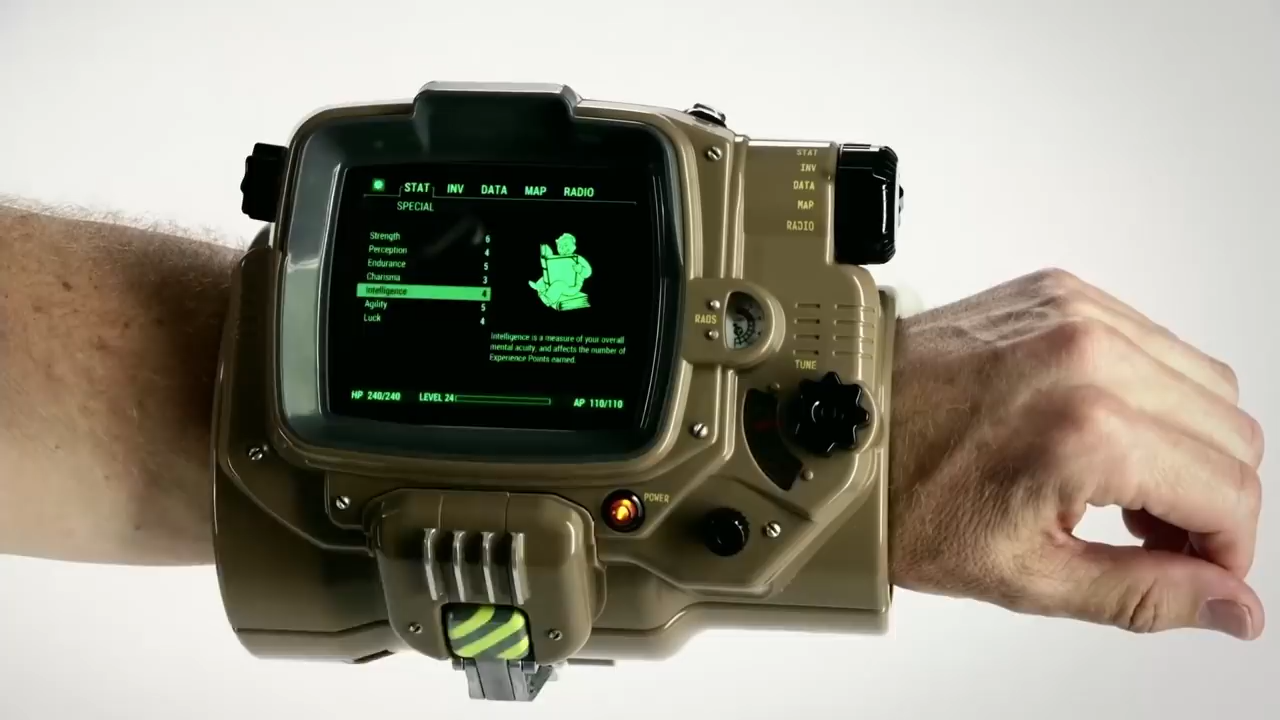 STAT INV DATA MAP RADIO
SPECIAL
Strength 6
Perception 4
Endurance 5
Charisma 3
Intelligence 4
Agility 5
Luck 4
Intelligence is a measure of your overall
mental acuity, and affects the number of
Experience Points earned.
HP 240/240 LEVEL 24 AP 110/110
STAT
INV
DATA
MAP
RADIO
RADS
TUNE
POWER